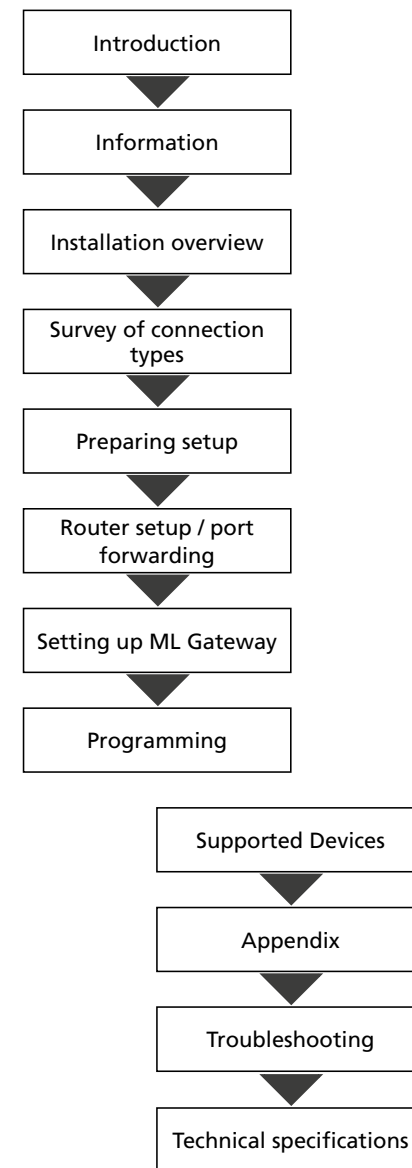 Introduction
Information
Installation overview
Survey of connection
types
Preparing setup
Router setup / port
forwarding
Setting up ML Gateway
Programming
Supported Devices
Appendix
Troubleshooting
Technical specifications